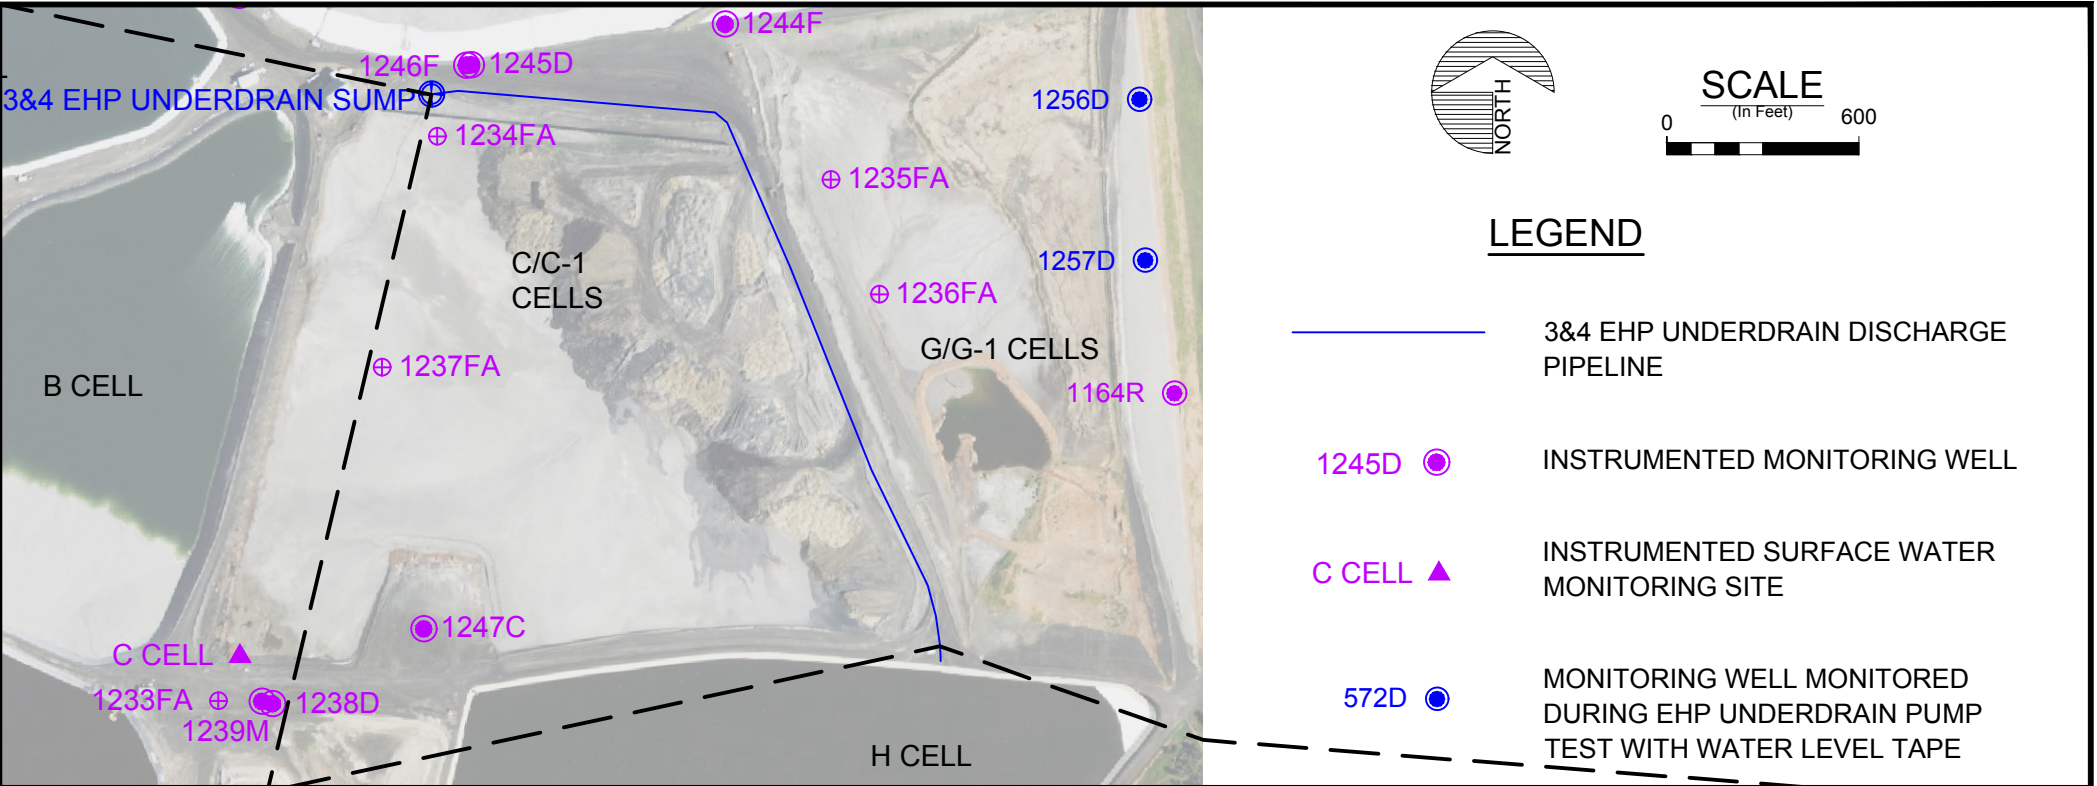 1244F
1246F
1245D
3&4 EHP UNDERDRAIN SUMP
1234FA
1256D
1235FA
1257D
C/C-1
CELLS
1236FA
G/G-1 CELLS
1237FA
B CELL
1164R
1247C
C CELL
1233FA
1238D
1239M
H CELL
NORTH
SCALE
(In Feet)
0
600
LEGEND
3&4 EHP UNDERDRAIN DISCHARGE
PIPELINE
1245D
INSTRUMENTED MONITORING WELL
C CELL
INSTRUMENTED SURFACE WATER
MONITORING SITE
572D
MONITORING WELL MONITORED
DURING EHP UNDERDRAIN PUMP
TEST WITH WATER LEVEL TAPE